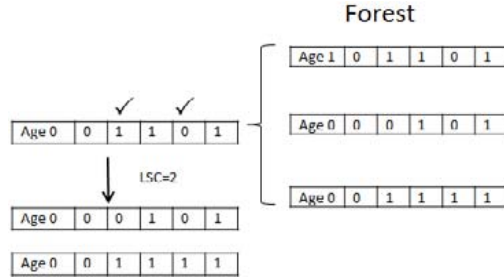 Forest
Age 1 0 1 1 0 1
Age 0 0 1 1 0 1
Age 0 0 0 1 0 1
LSC=2
Age 0 0 1 1 1 1
Age 0 0 0 1 0 1
Age 0 0 1 1 1 1